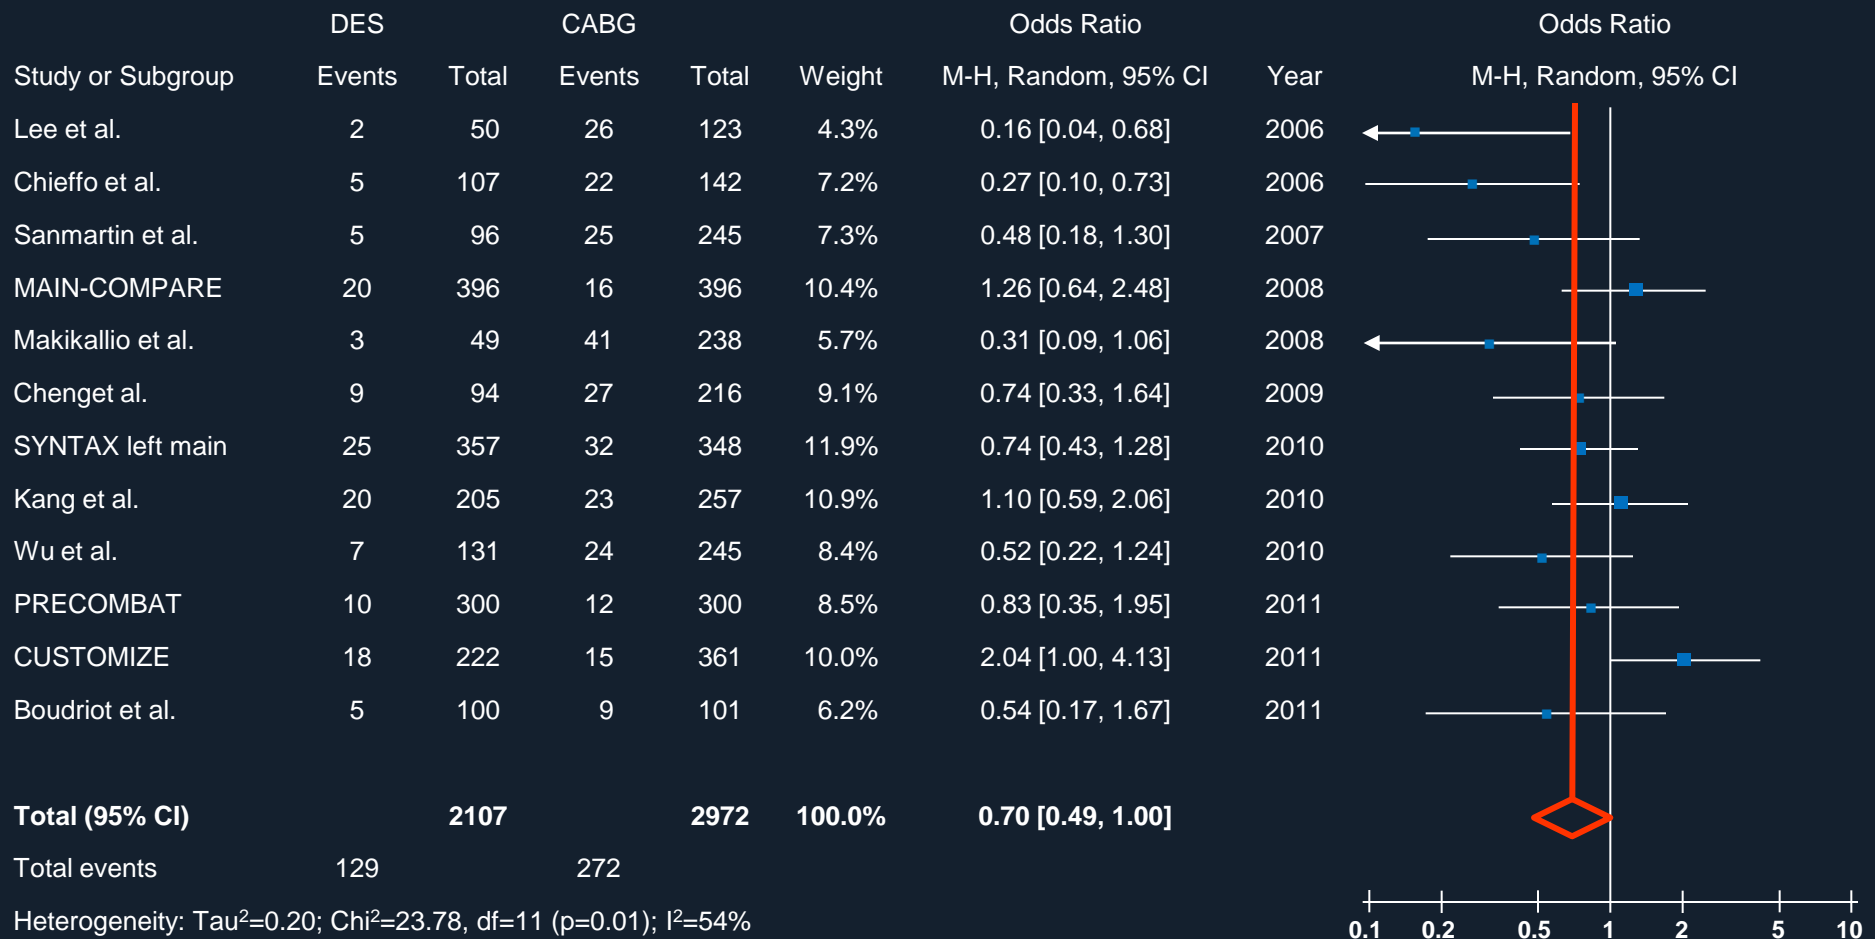 DES CABG Odds Ratio Odds Ratio
Study or Subgroup Events Total Events Total Weight M-H, Random, 95% CI Year M-H, Random, 95% CI
Lee et al. 2 50 26 123 4.3% 0.16 [0.04, 0.68] 2006
Chieffo et al. 5 107 22 142 7.2% 0.27 [0.10, 0.73] 2006
Sanmartin et al. 5 96 25 245 7.3% 0.48 [0.18, 1.30] 2007
MAIN-COMPARE 20 396 16 396 10.4% 1.26 [0.64, 2.48] 2008
Makikallio et al. 3 49 41 238 5.7% 0.31 [0.09, 1.06] 2008
Chenget al. 9 94 27 216 9.1% 0.74 [0.33, 1.64] 2009
SYNTAX left main 25 357 32 348 11.9% 0.74 [0.43, 1.28] 2010
Kang et al. 20 205 23 257 10.9% 1.10 [0.59, 2.06] 2010
Wu et al. 7 131 24 245 8.4% 0.52 [0.22, 1.24] 2010
PRECOMBAT 10 300 12 300 8.5% 0.83 [0.35, 1.95] 2011
CUSTOMIZE 18 222 15 361 10.0% 2.04 [1.00, 4.13] 2011
Boudriot et al. 5 100 9 101 6.2% 0.54 [0.17, 1.67] 2011
Total (95% CI) 2107 2972 100.0% 0.70 [0.49, 1.00]
Total events 129 272
Heterogeneity: Tau²=0.20; Chi²=23.78, df=11 (p=0.01); I²=54%
0.1 0.2 0.5 1 2 5 10